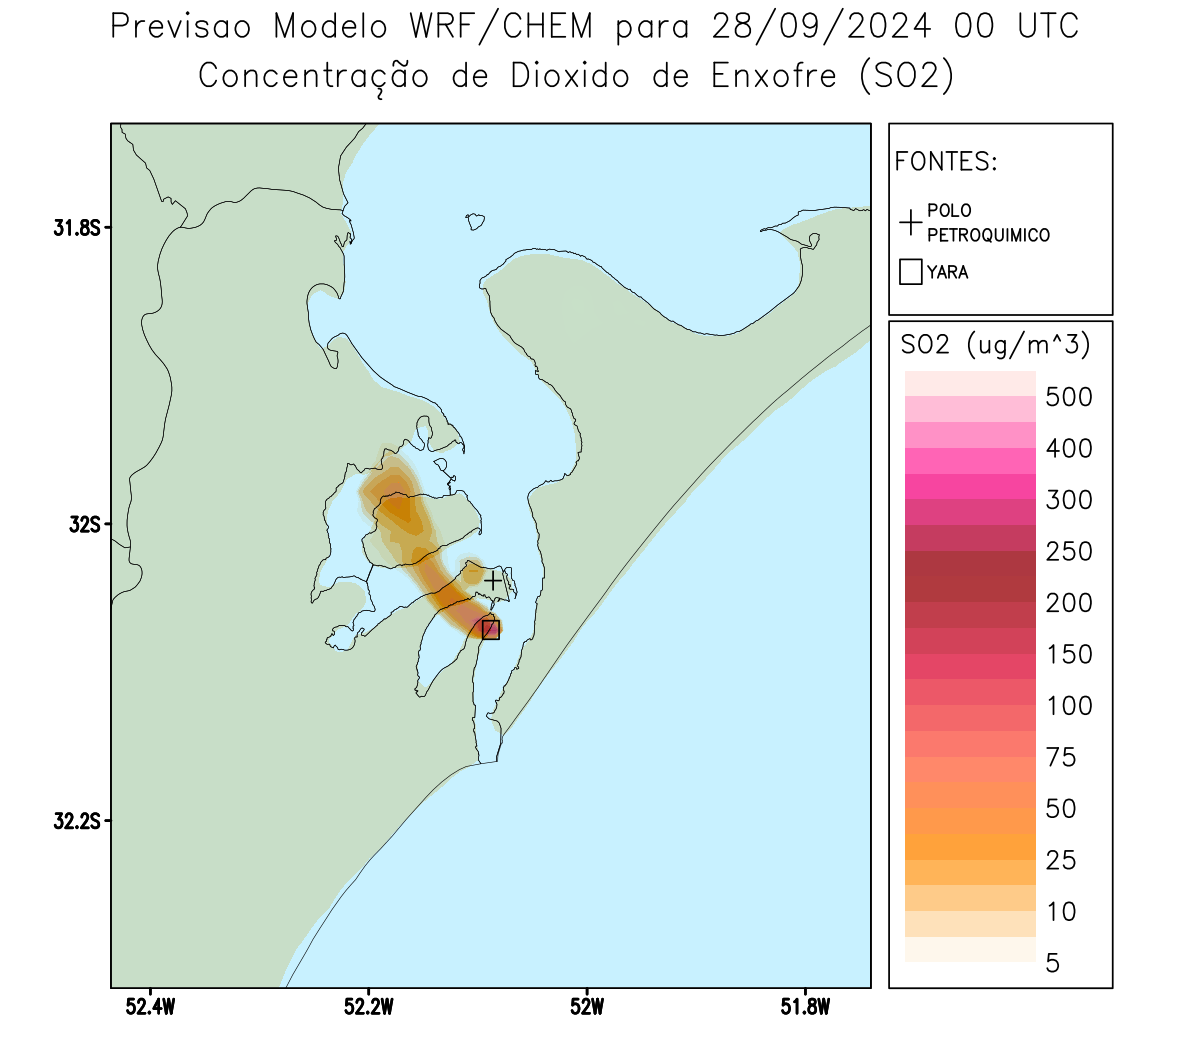 Previsao Modelo WRF/CHEM para 28/09/2024 00 UTC
Concentração de Dioxido de Enxofre (SO2)
FONTES:
POLO
PETROQUIMICO
YARA
SO2 (ug/m^3)
500
400
300
250
200
150
100
75
50
25
10
5
31.8S
32S
32.2S
52.4W
52.2W
52W
51.8W